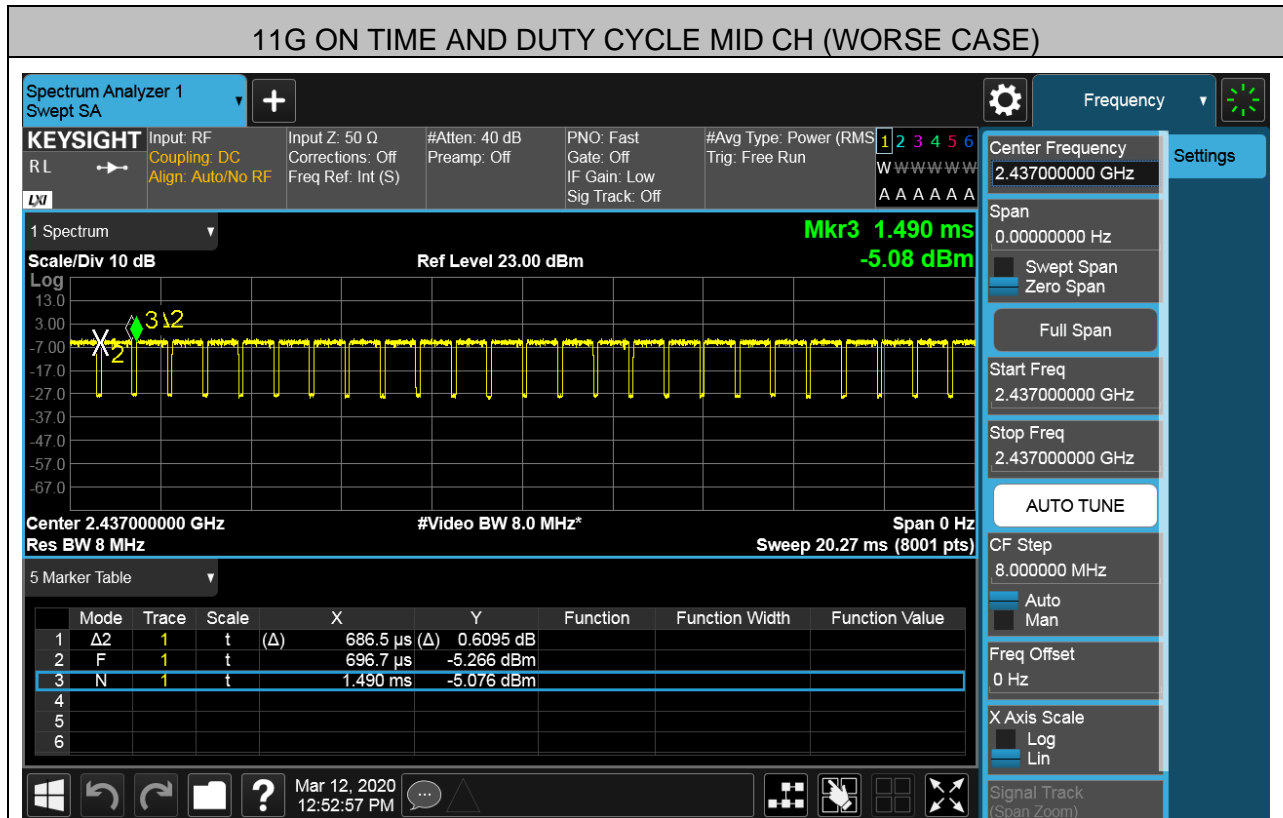 11G ON TIME AND DUTY CYCLE MID CH (WORSE CASE)
Spectrum Analyzer 1
Swept SA
Frequency
KEYSIGHT
RL
LXI
Input: RF
Coupling: DC
Align: Auto/No RF
Input Z: 50 Ω
Corrections: Off
Freq Ref: Int (S)
#Atten: 40 dB
Preamp: Off
PNO: Fast
Gate: Off
IF Gain: Low
Sig Track: Off
#Avg Type: Power (RMS
Trig: Free Run
1 2 3 4 5 6
W W W W W W
A A A A A A
1 Spectrum
Mkr3 1.490 ms
Scale/Div 10 dB
Ref Level 23.00 dBm
-5.08 dBm
Log
13.0
3.00
-7.00
-17.0
-27.0
-37.0
-47.0
-57.0
-67.0
3 1Δ2
2
Center 2.437000000 GHz
#Video BW 8.0 MHz*
Span 0 Hz
Res BW 8 MHz
Sweep 20.27 ms (8001 pts)
5 Marker Table
Mode Trace Scale X Y Function Function Width Function Value
1 Δ2 1 t (Δ) 686.5 µs (Δ) 0.6095 dB
2 F 1 t 696.7 µs -5.266 dBm
3 N 1 t 1.490 ms -5.076 dBm
4
5
6
Mar 12, 2020
12:52:57 PM
Center Frequency
2.437000000 GHz
Settings
Span
0.00000000 Hz
Swept Span
Zero Span
Full Span
Start Freq
2.437000000 GHz
Stop Freq
2.437000000 GHz
AUTO TUNE
CF Step
8.000000 MHz
Auto
Man
Freq Offset
0 Hz
X Axis Scale
Log
Lin
Signal Track
(Span Zoom)